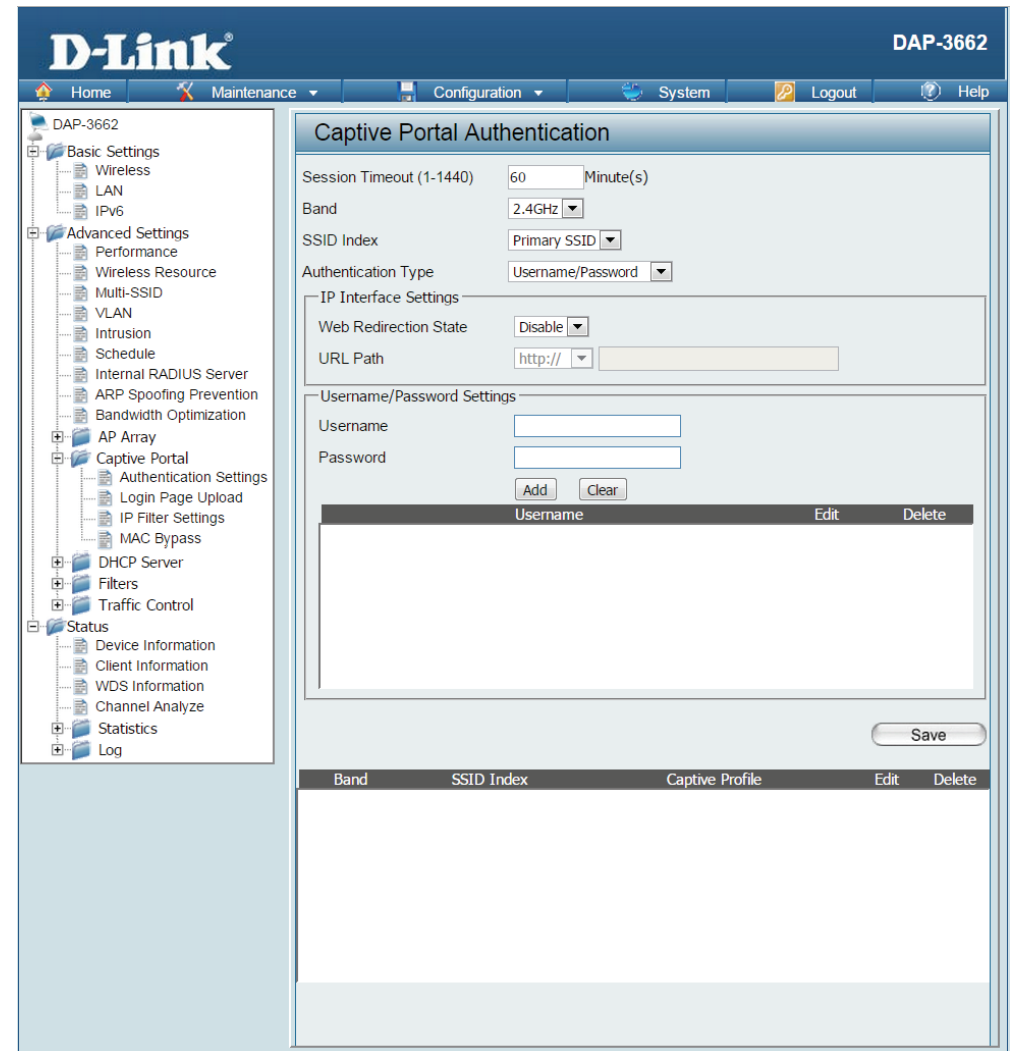 D-Link®
DAP-3662
Home Maintenance Configuration System Logout Help
DAP-3662
Basic Settings
Wireless
LAN
IPv6
Advanced Settings
Performance
Wireless Resource
Multi-SSID
VLAN
Intrusion
Schedule
Internal RADIUS Server
ARP Spoofing Prevention
Bandwidth Optimization
AP Array
Captive Portal
Authentication Settings
Login Page Upload
IP Filter Settings
MAC Bypass
DHCP Server
Filters
Traffic Control
Status
Device Information
Client Information
WDS Information
Channel Analyze
Statistics
Log
Captive Portal Authentication
Session Timeout (1-1440) 60 Minute(s)
Band 2.4GHz
SSID Index Primary SSID
Authentication Type Username/Password
IP Interface Settings
Web Redirection State Disable
URL Path http://
Username/Password Settings
Username
Password
Add Clear
Username Edit Delete
Save
Band SSID Index Captive Profile Edit Delete